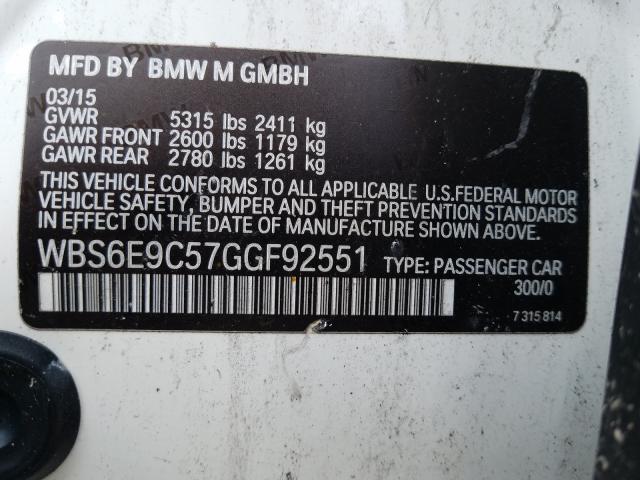 MFD BY BMW M GMBH
03/15
GVWR 5315 lbs 2411 kg
GAWR FRONT 2600 lbs 1179 kg
GAWR REAR 2780 lbs 1261 kg
THIS VEHICLE CONFORMS TO ALL APPLICABLE U.S.FEDERAL MOTOR
VEHICLE SAFETY, BUMPER AND THEFT PREVENTION STANDARDS
IN EFFECT ON THE DATE OF MANUFACTURE SHOWN ABOVE
WBS6E9C57GGF92551 TYPE: PASSENGER CAR
300/0
7 315 814